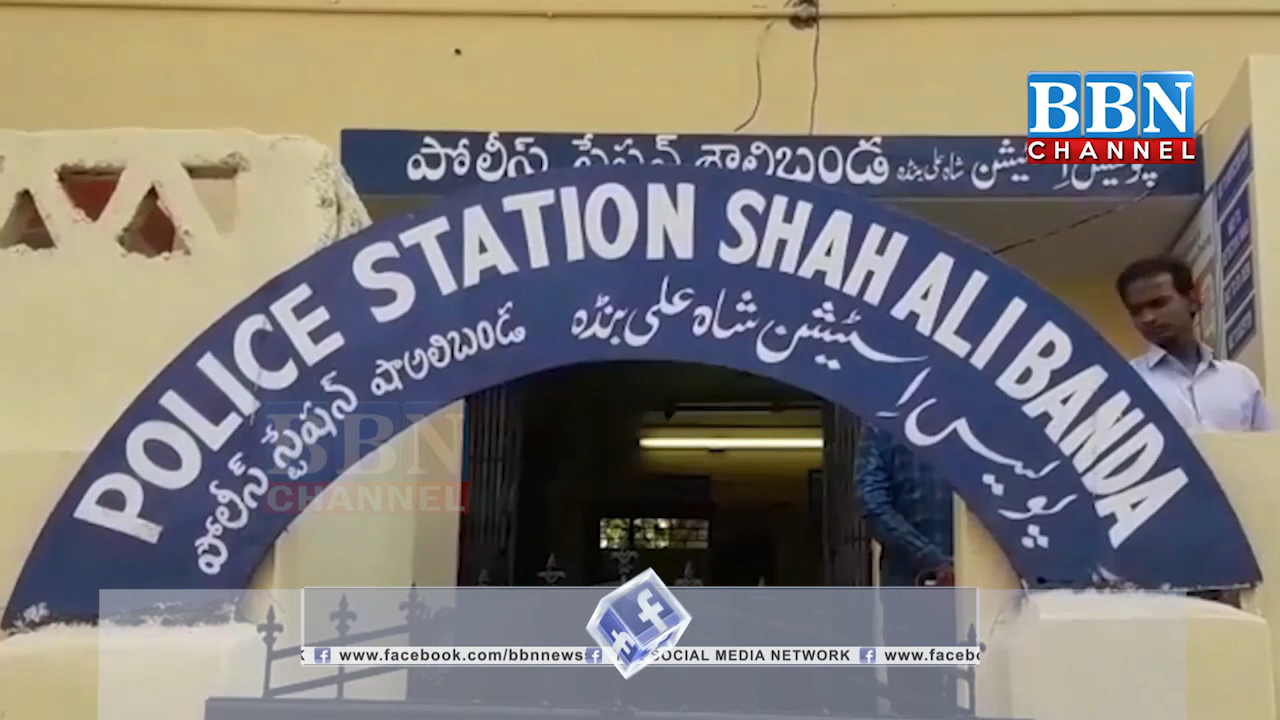 BBN
CHANNEL
పోలీస్ స్టేషన్ శాలిబండ پولیس اسٹیشن شاہ علی بنڈہ
POLICE STATION SHAH ALI BANDA
పోలీస్ స్టేషన్ షాఅలిబండ پولیس اسٹیشن شاہ علی بنڈہ
BBN
CHANNEL
www.facebook.com/bbnnews
SOCIAL MEDIA NETWORK
www.facebo